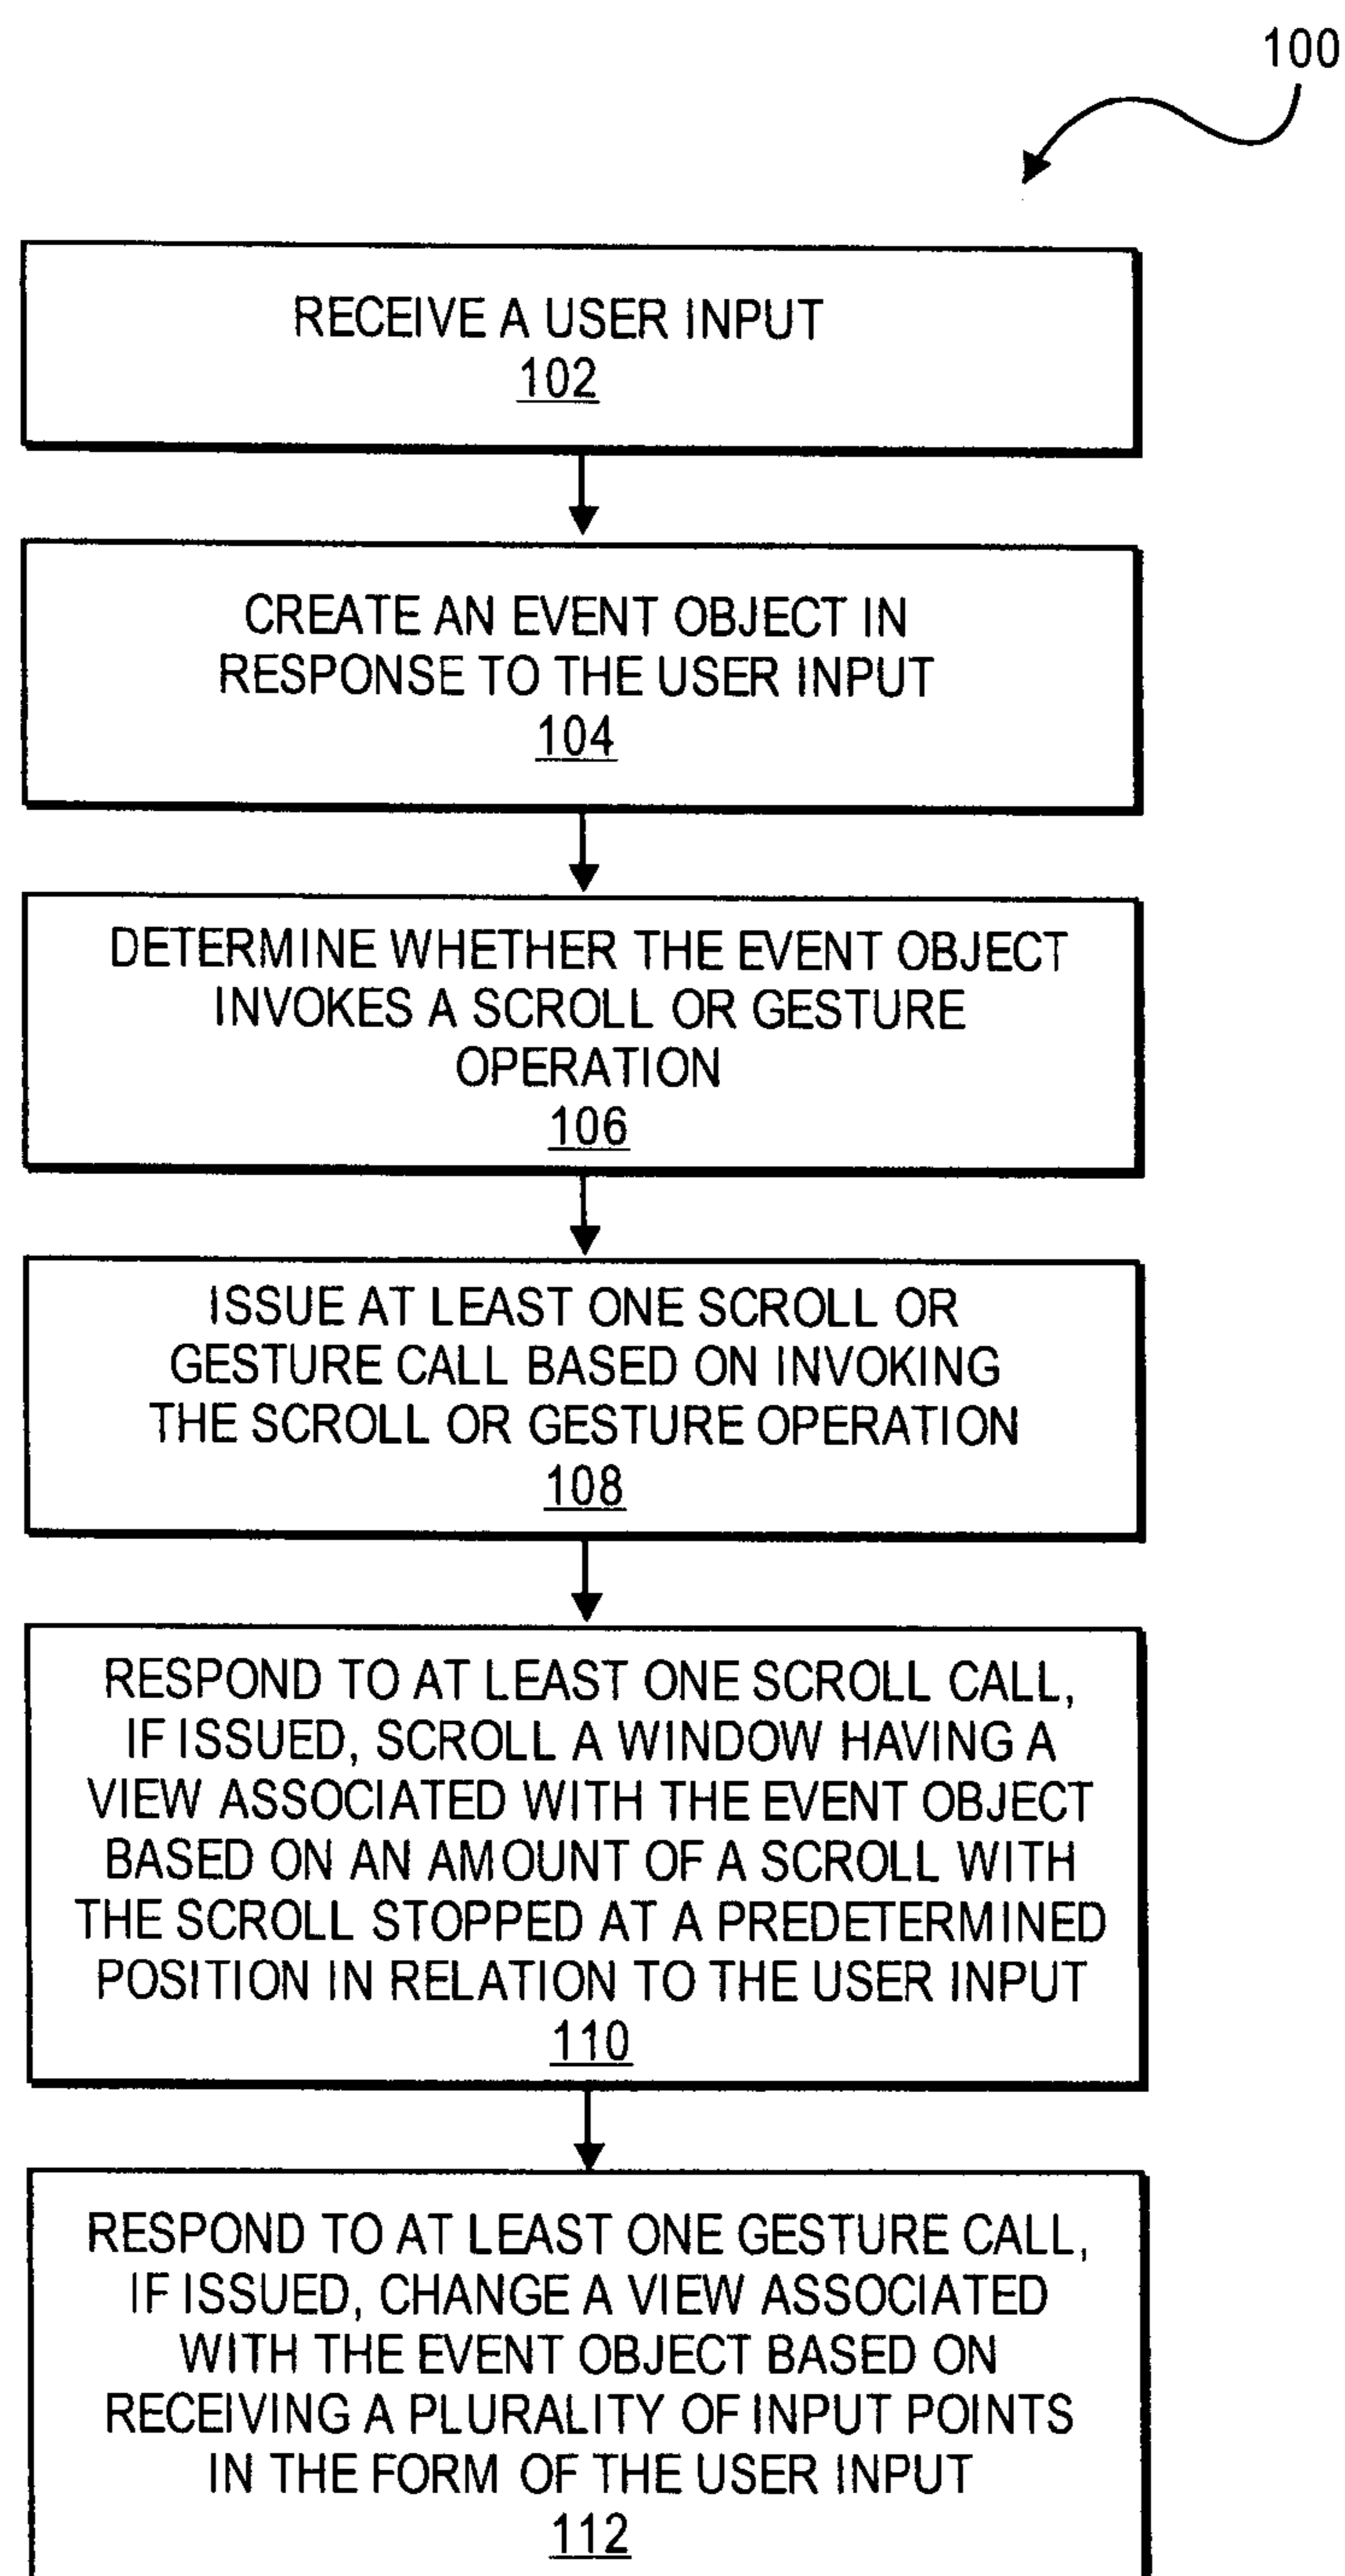 100
RECEIVE A USER INPUT
102
CREATE AN EVENT OBJECT IN
RESPONSE TO THE USER INPUT
104
DETERMINE WHETHER THE EVENT OBJECT
INVOKES A SCROLL OR GESTURE
OPERATION
106
ISSUE AT LEAST ONE SCROLL OR
GESTURE CALL BASED ON INVOKING
THE SCROLL OR GESTURE OPERATION
108
RESPOND TO AT LEAST ONE SCROLL CALL,
IF ISSUED, SCROLL A WINDOW HAVING A
VIEW ASSOCIATED WITH THE EVENT OBJECT
BASED ON AN AMOUNT OF A SCROLL WITH
THE SCROLL STOPPED AT A PREDETERMINED
POSITION IN RELATION TO THE USER INPUT
110
RESPOND TO AT LEAST ONE GESTURE CALL,
IF ISSUED, CHANGE A VIEW ASSOCIATED
WITH THE EVENT OBJECT BASED ON
RECEIVING A PLURALITY OF INPUT POINTS
IN THE FORM OF THE USER INPUT
112